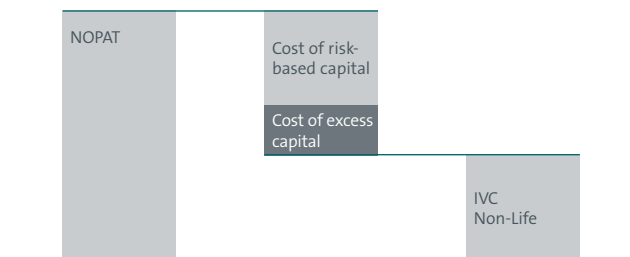 NOPAT
Cost of risk-
based capital
Cost of excess
capital
IVC
Non-Life